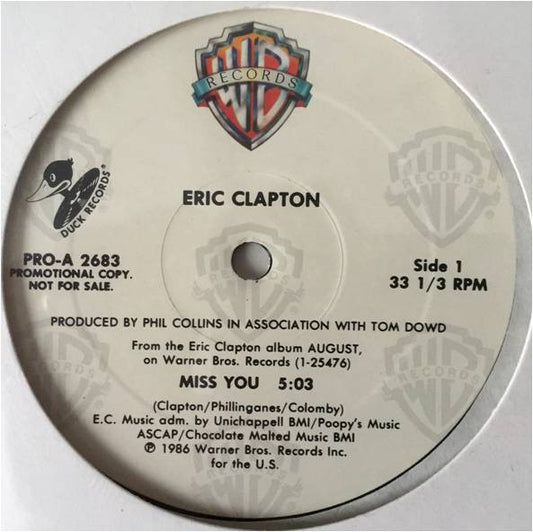 WB
RECORDS
DUCK RECORDS
ERIC CLAPTON
PRO-A 2683
PROMOTIONAL COPY.
NOT FOR SALE.
Side 1
33 1/3 RPM
PRODUCED BY PHIL COLLINS IN ASSOCIATION WITH TOM DOWD
From the Eric Clapton album AUGUST,
on Warner Bros. Records (1-25476)
MISS YOU 5:03
(Clapton/Phillinganes/Colomby)
E.C. Music adm. by Unichappell BMI/Poopy's Music
ASCAP/Chocolate Malted Music BMI
℗ 1986 Warner Bros. Records Inc.
for the U.S.